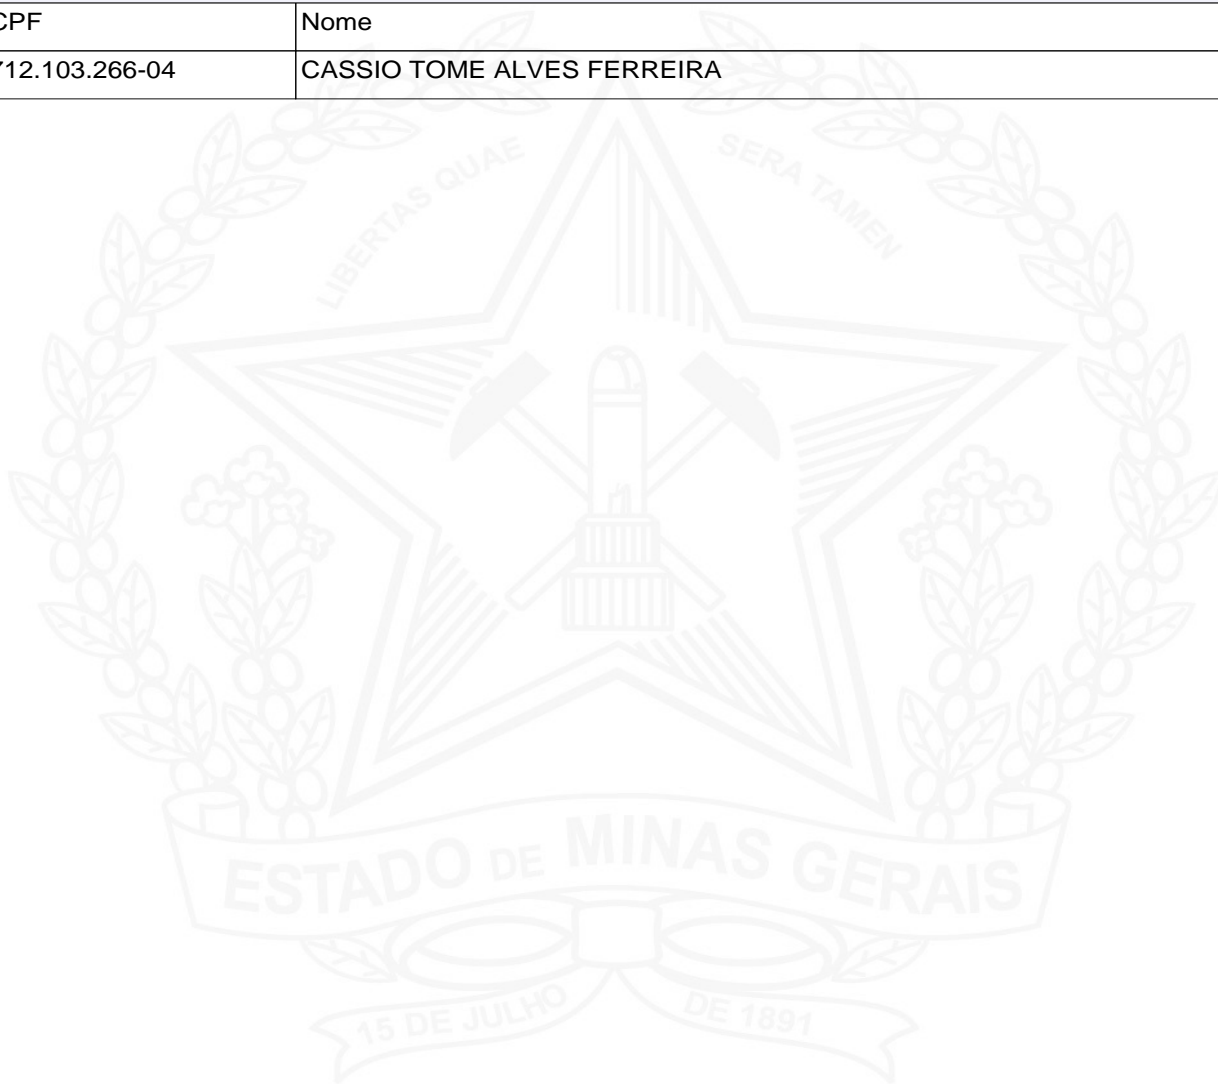 CPF Nome
712.103.266-04 CASSIO TOME ALVES FERREIRA
LIBERTAS QUAE SERA TAMEN
ESTADO DE MINAS GERAIS
15 DE JULHO DE 1891